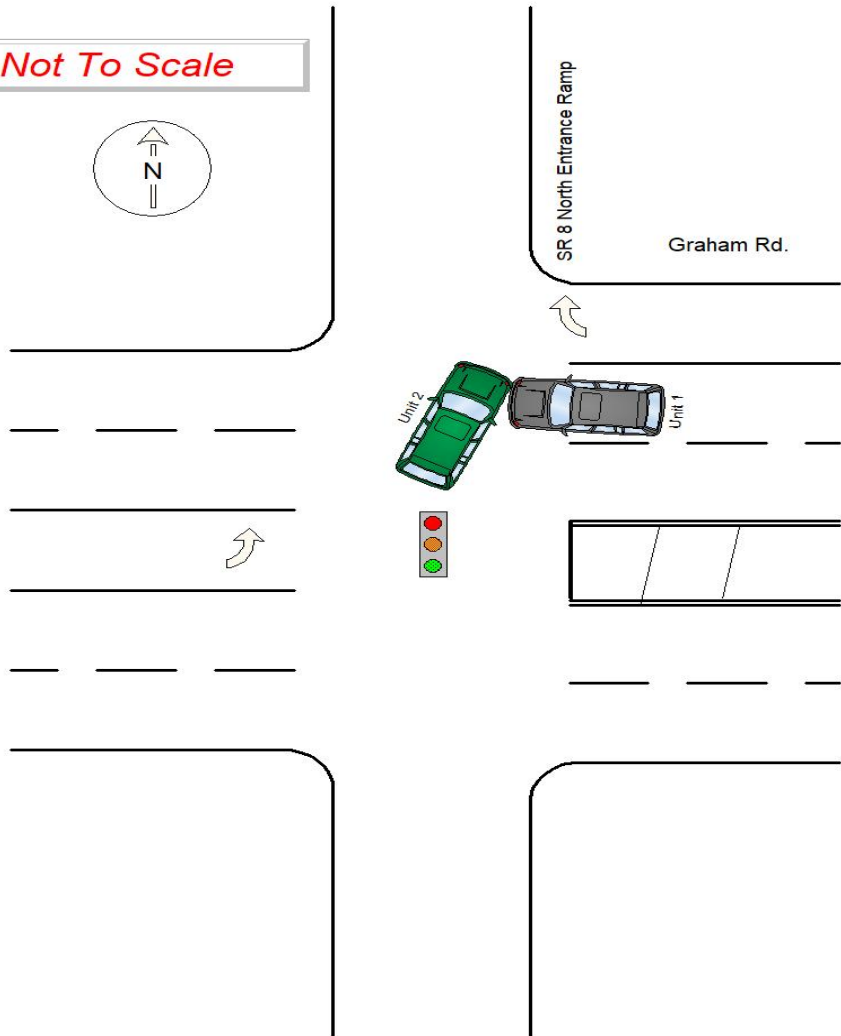 Not To Scale
N
SR 8 North Entrance Ramp
Graham Rd.
Unit 2
Unit 1